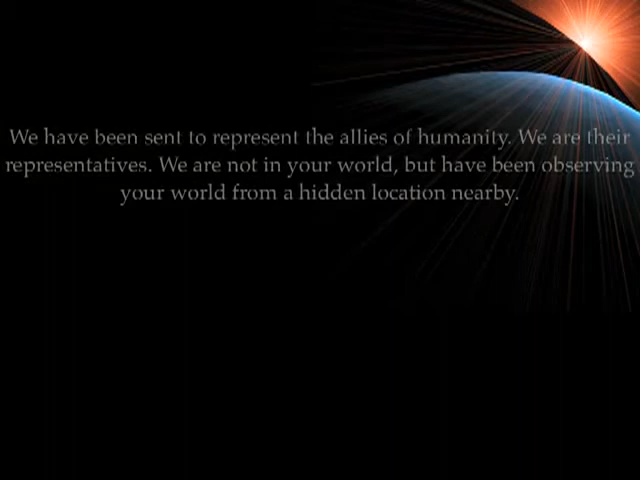 We have been sent to represent the allies of humanity. We are their
representatives. We are not in your world, but have been observing
your world from a hidden location nearby.